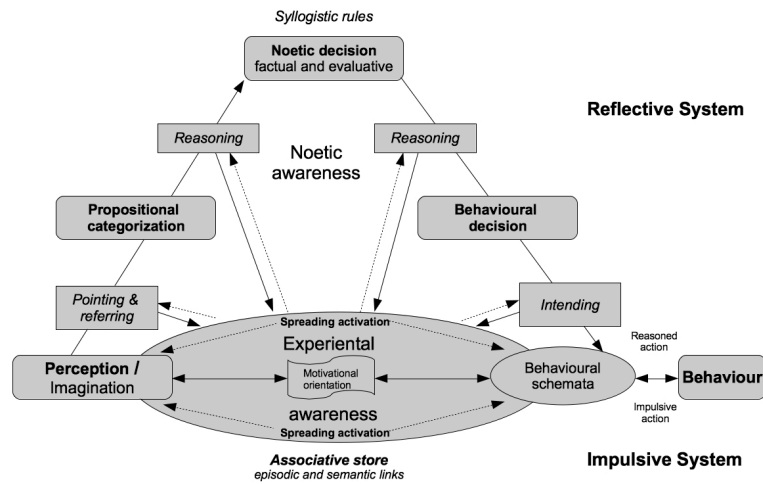 Syllogistic rules
Noetic decision
factual and evaluative
Reflective System
Reasoning
Reasoning
Noetic
awareness
Propositional
categorization
Behavioural
decision
Pointing &
referring
Intending
Spreading activation
Experiental
Reasoned
action
Perception /
Imagination
Motivational
orientation
Behavioural
schemata
Behaviour
Impulsive
action
awareness
Spreading activation
Associative store
episodic and semantic links
Impulsive System